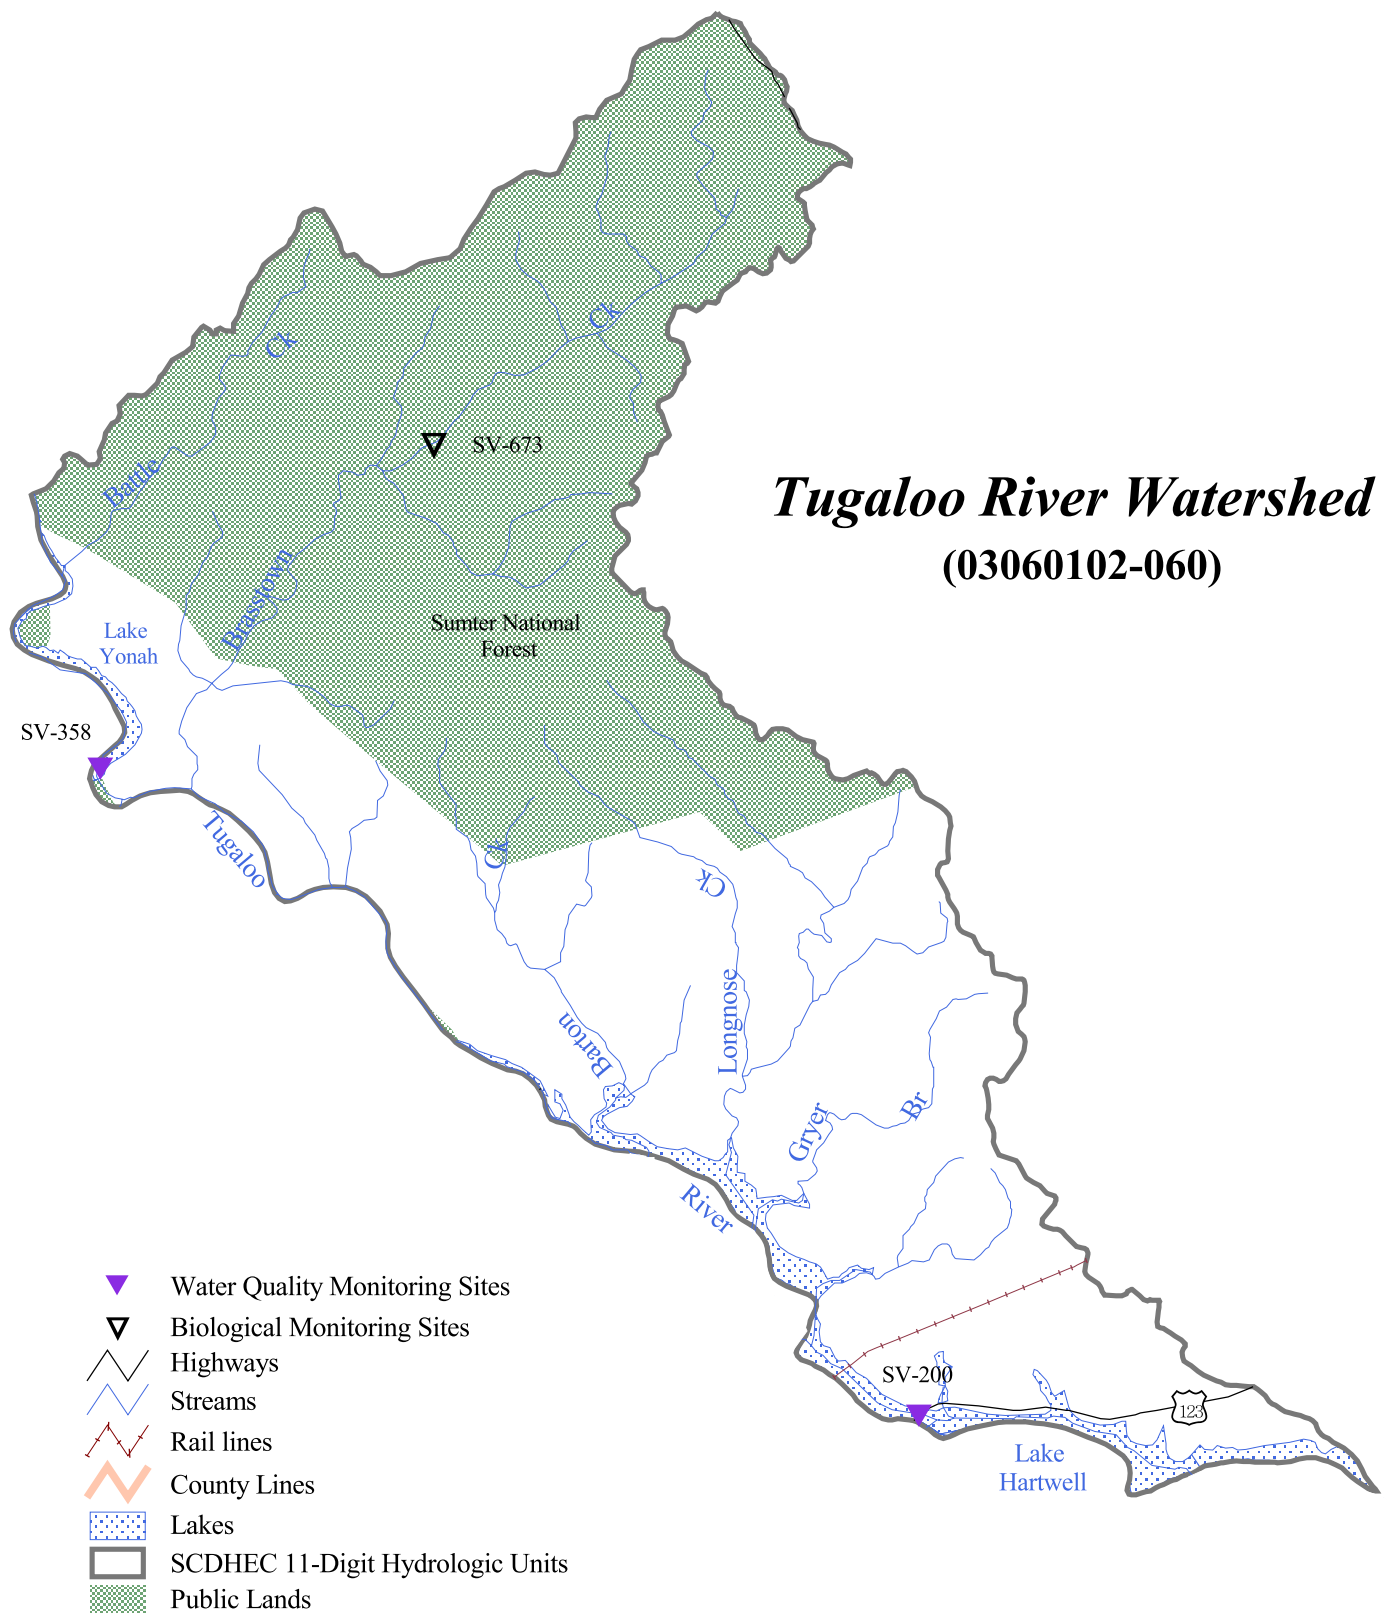 Ck
Ck
Battle
SV-673
Tugaloo River Watershed
(03060102-060)
Brasstown
Sumter National
Forest
Lake
Yonah
SV-358
Tugaloo
Ck
Ck
Longnose
Barton
Gryer
Br
River
SV-200
123
Lake
Hartwell
Water Quality Monitoring Sites
Biological Monitoring Sites
Highways
Streams
Rail lines
County Lines
Lakes
SCDHEC 11-Digit Hydrologic Units
Public Lands